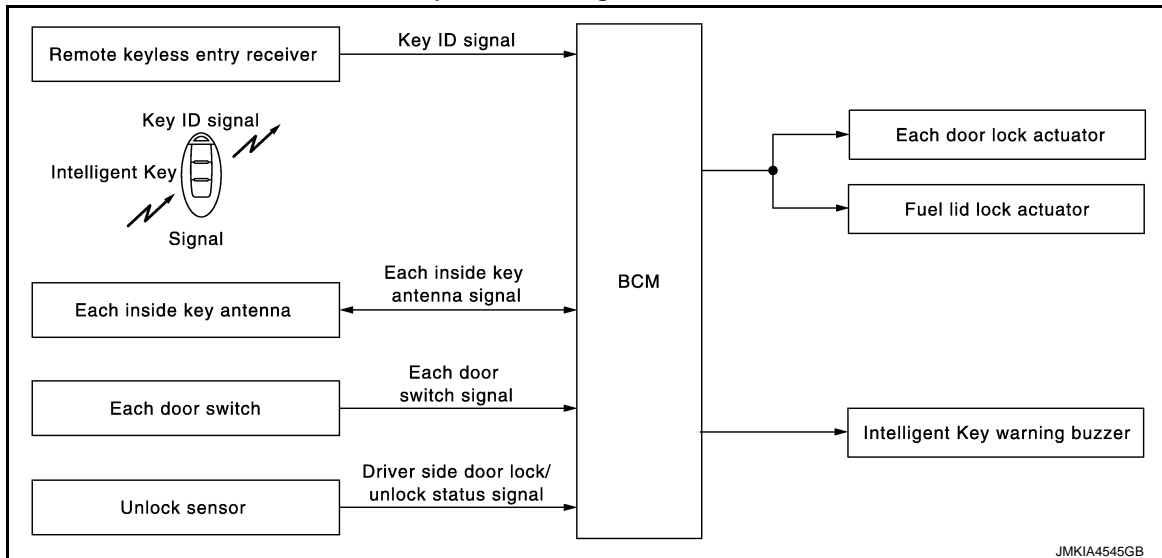 Remote keyless entry receiver
Key ID signal
Key ID signal
Intelligent Key
Signal
Each inside key antenna
Each inside key
antenna signal
Each door switch
Each door
switch signal
Unlock sensor
Driver side door lock/
unlock status signal
BCM
Each door lock actuator
Fuel lid lock actuator
Intelligent Key warning buzzer
JMKIA4545GB